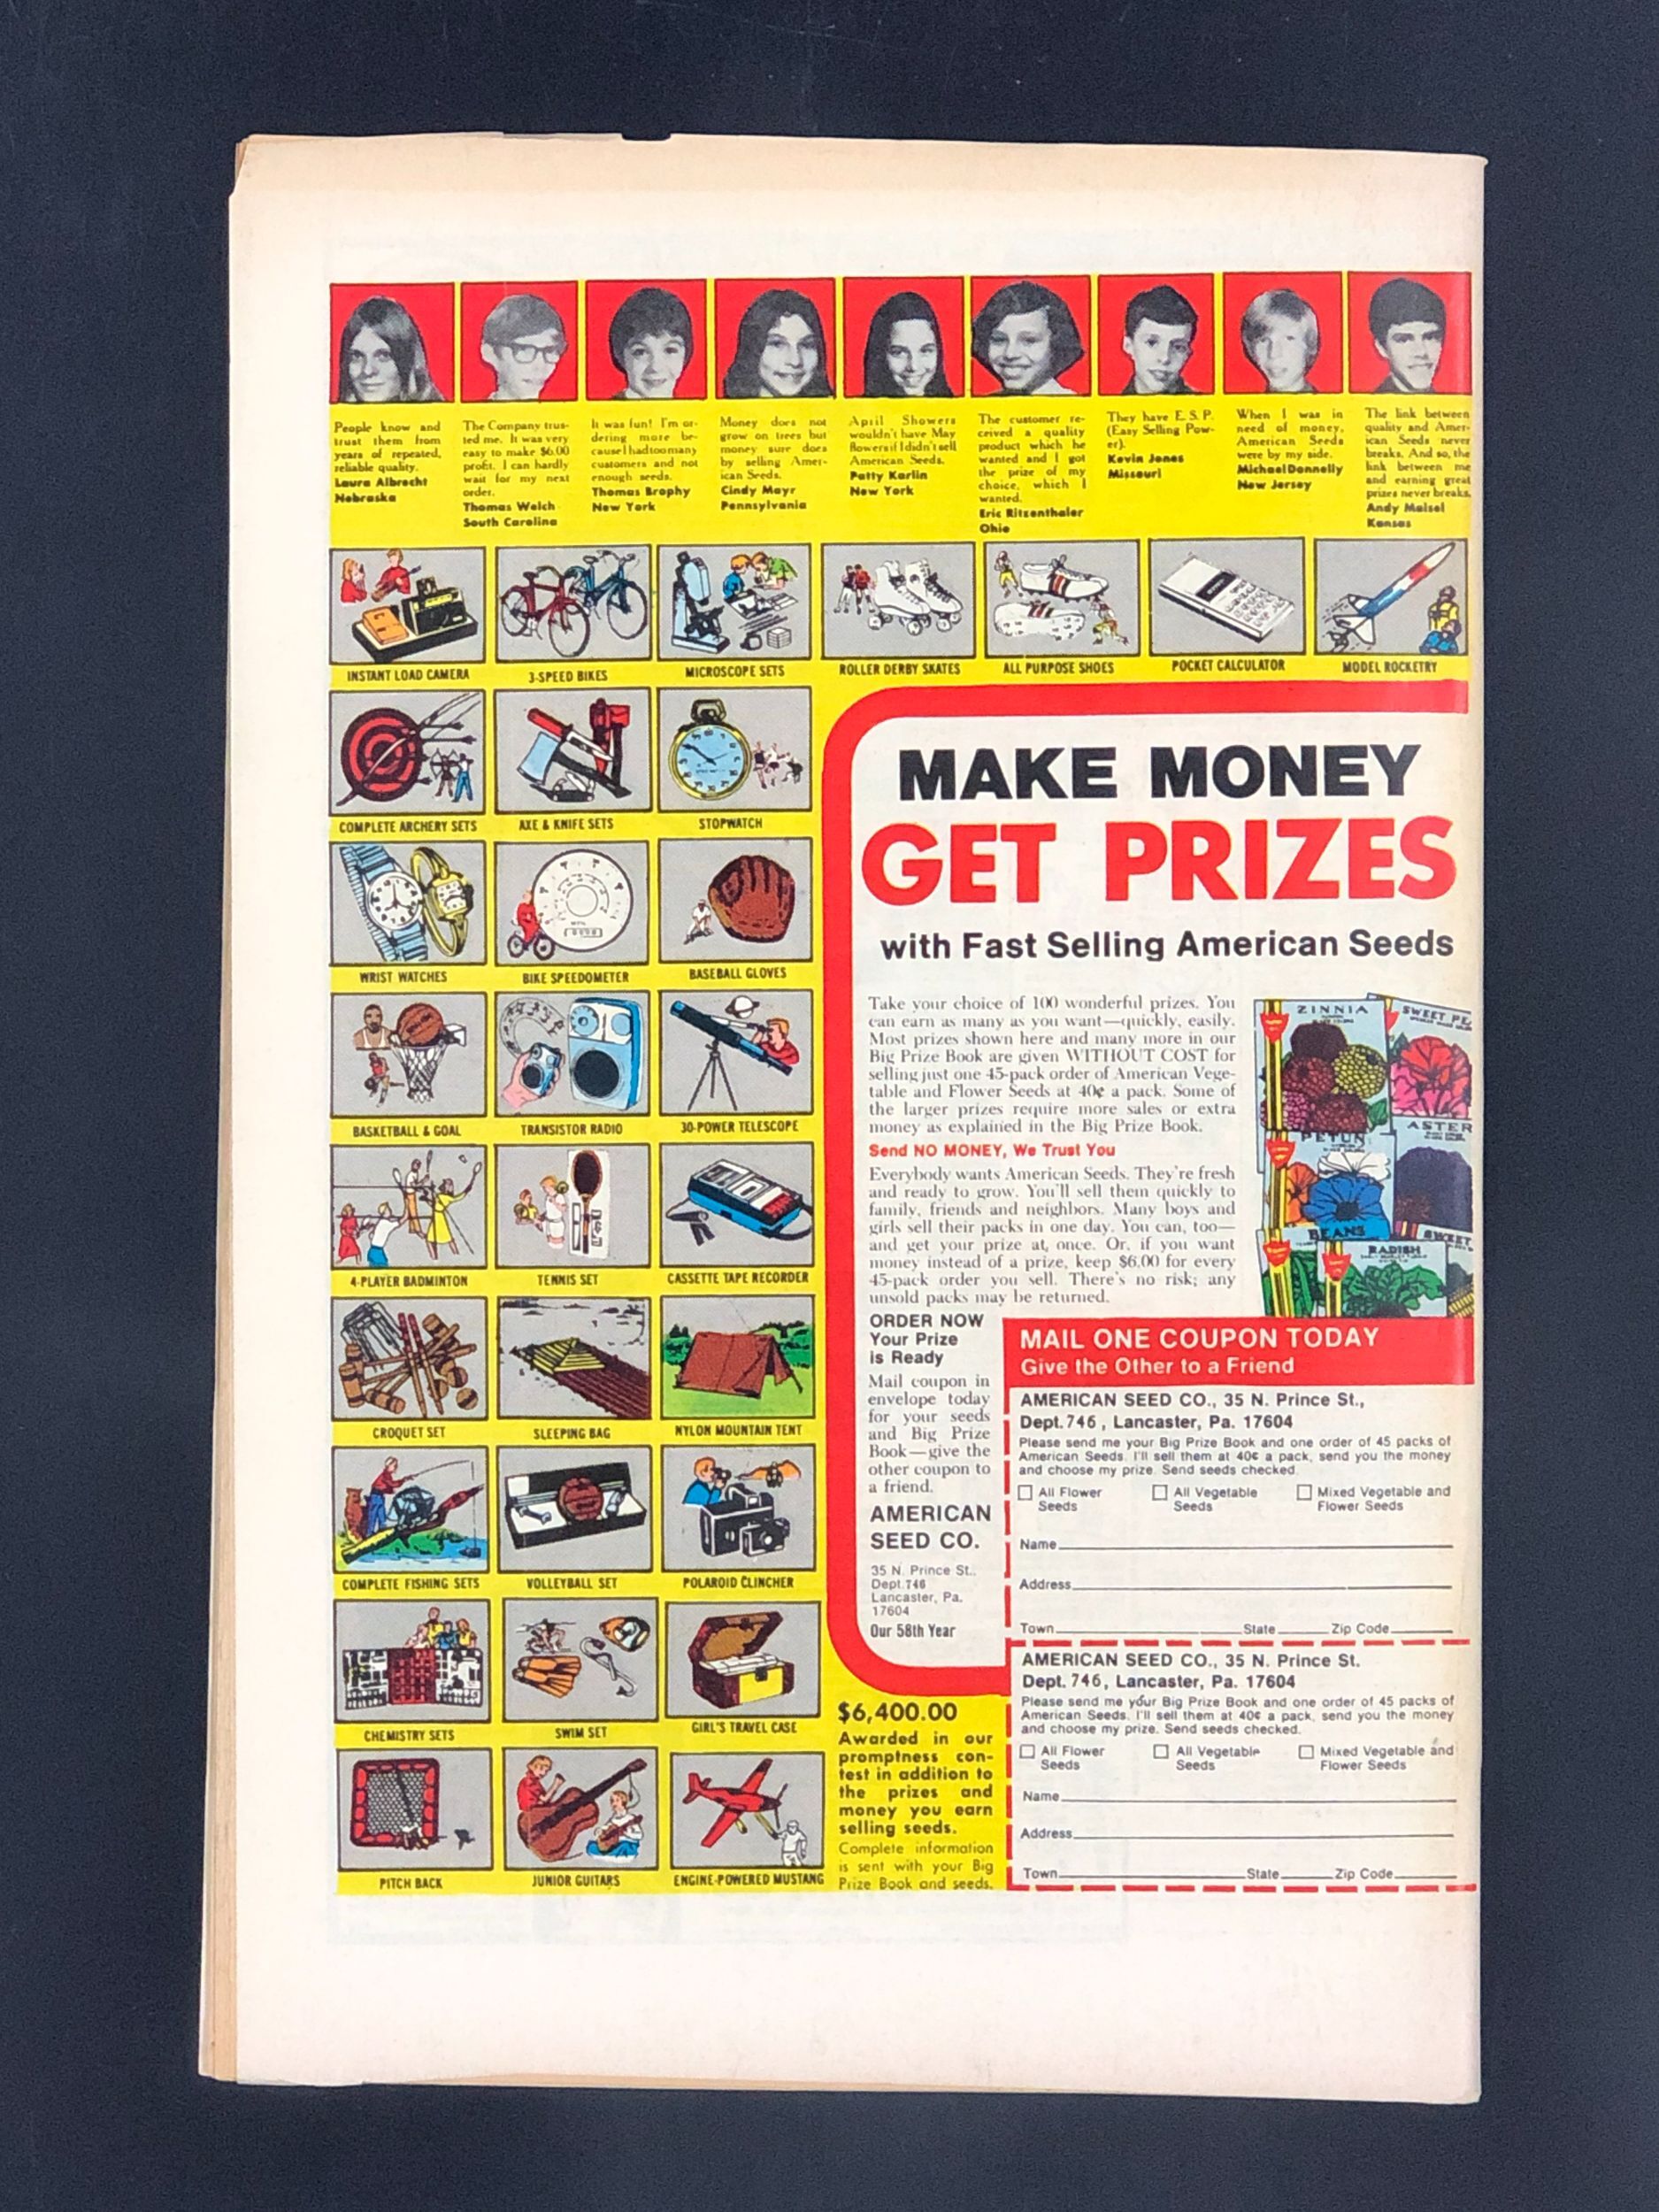 People know and
trust them from
years of repeated,
reliable quality.
Laura Albrecht
Nebraska
The Company trus-
ted me. It was very
easy to make $6.00
profit. I can hardly
wait for my next
order.
Thomas Welch
South Carolina
It was fun! I'm or-
dering more be-
cause I had too many
customers and not
enough seeds.
Thomas Brophy
New York
Money does not
grow on trees but
money sure does
by selling Amer-
ican Seeds.
Cindy Mayr
Pennsylvania
April Showers
wouldn't have May
flowers if I didn't sell
American Seeds.
Patty Karlin
New York
The customer re-
ceived a quality
product which he
wanted and I got
the prize of my
choice, which I
wanted.
Eric Ritzenthaler
Ohio
They have E.S.P.
(Easy Selling Pow-
er).
Kevin Jones
Missouri
When I was in
need of money,
American Seeds
were by my side.
Michael Donnelly
New Jersey
The link between
quality and Amer-
ican Seeds never
breaks. And so, the
link between me
and earning great
prizes never breaks.
Andy Maisel
Kansas
INSTANT LOAD CAMERA
3-SPEED BIKES
MICROSCOPE SETS
ROLLER DERBY SKATES
ALL PURPOSE SHOES
POCKET CALCULATOR
MODEL ROCKETRY
COMPLETE ARCHERY SETS
AXE & KNIFE SETS
STOPWATCH
WRIST WATCHES
BIKE SPEEDOMETER
BASEBALL GLOVES
BASKETBALL & GOAL
TRANSISTOR RADIO
30-POWER TELESCOPE
4-PLAYER BADMINTON
TENNIS SET
CASSETTE TAPE RECORDER
CROQUET SET
SLEEPING BAG
NYLON MOUNTAIN TENT
COMPLETE FISHING SETS
VOLLEYBALL SET
POLAROID CLINCHER
CHEMISTRY SETS
SWIM SET
GIRL'S TRAVEL CASE
PITCH BACK
JUNIOR GUITARS
ENGINE-POWERED MUSTANG
MAKE MONEY
GET PRIZES
with Fast Selling American Seeds
Take your choice of 100 wonderful prizes. You
can earn as many as you want—quickly, easily.
Most prizes shown here and many more in our
Big Prize Book are given WITHOUT COST for
selling just one 45-pack order of American Vege-
table and Flower Seeds at 40¢ a pack. Some of
the larger prizes require more sales or extra
money as explained in the Big Prize Book.
Send NO MONEY, We Trust You
Everybody wants American Seeds. They're fresh
and ready to grow. You'll sell them quickly to
family, friends and neighbors. Many boys and
girls sell their packs in one day. You can, too—
and get your prize at once. Or, if you want
money instead of a prize, keep $6.00 for every
45-pack order you sell. There's no risk; any
unsold packs may be returned.
ZINNIA
SWEET PE
ASTER
PETUN
BEANS
RADISH
SWEET
ORDER NOW
Your Prize
is Ready
Mail coupon in
envelope today
for your seeds
and Big Prize
Book—give the
other coupon to
a friend.
AMERICAN
SEED CO.
35 N. Prince St.,
Dept. 746
Lancaster, Pa.
17604
Our 58th Year
$6,400.00
Awarded in our
promptness con-
test in addition to
the prizes and
money you earn
selling seeds.
Complete information
is sent with your Big
Prize Book and seeds.
MAIL ONE COUPON TODAY
Give the Other to a Friend
AMERICAN SEED CO., 35 N. Prince St.,
Dept. 746, Lancaster, Pa. 17604
Please send me your Big Prize Book and one order of 45 packs of
American Seeds. I'll sell them at 40¢ a pack, send you the money
and choose my prize. Send seeds checked.
All Flower Seeds
All Vegetable Seeds
Mixed Vegetable and Flower Seeds
Name
Address
Town State Zip Code
AMERICAN SEED CO., 35 N. Prince St.
Dept. 746, Lancaster, Pa. 17604
Please send me your Big Prize Book and one order of 45 packs of
American Seeds. I'll sell them at 40¢ a pack, send you the money
and choose my prize. Send seeds checked.
All Flower Seeds
All Vegetable Seeds
Mixed Vegetable and Flower Seeds
Name
Address
Town State Zip Code